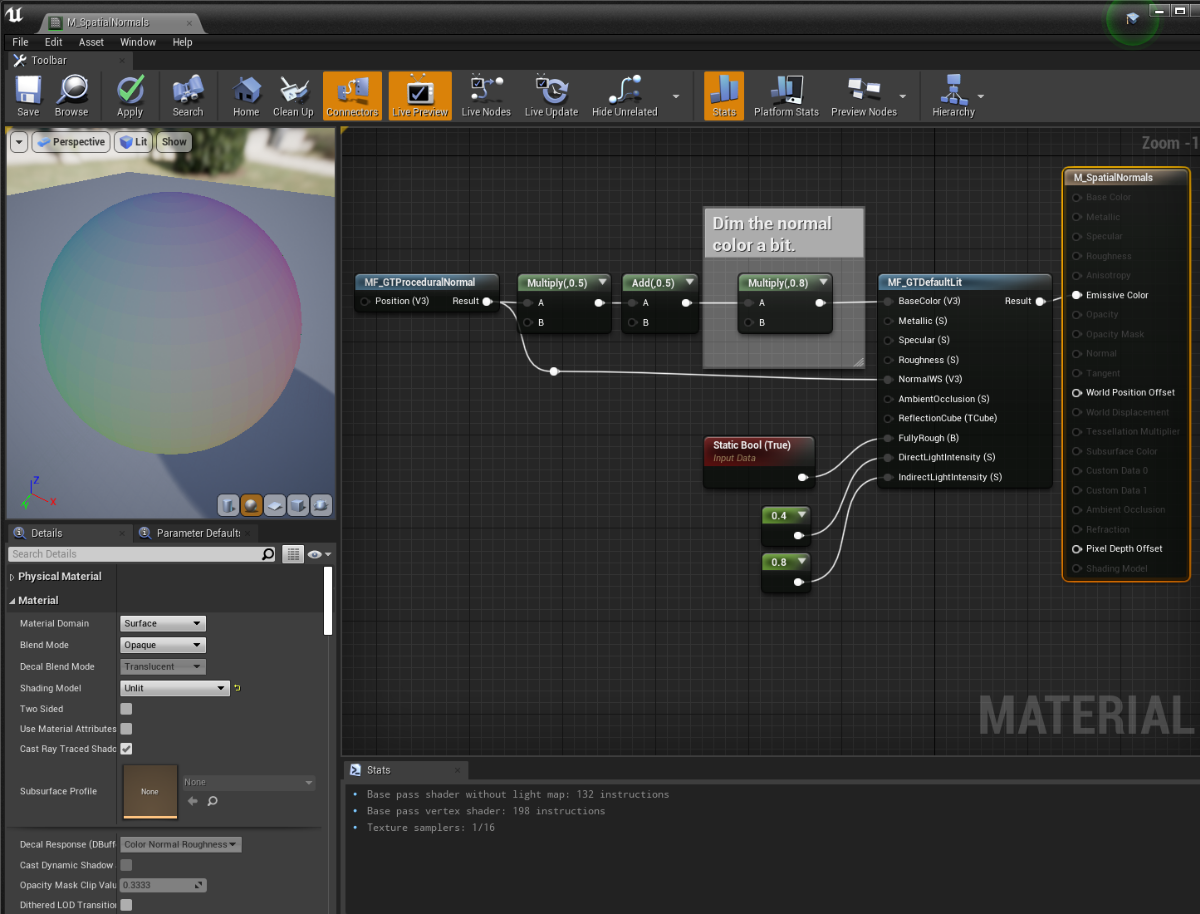 M_SpatialNormals
File Edit Asset Window Help
Toolbar
Save Browse Apply Search Home Clean Up Connectors Live Preview Live Nodes Live Update Hide Unrelated Stats Platform Stats Preview Nodes Hierarchy
Perspective Lit Show
Zoom -1
M_SpatialNormals
Base Color
Metallic
Specular
Roughness
Anisotropy
Emissive Color
Opacity
Opacity Mask
Normal
Tangent
World Position Offset
World Displacement
Tessellation Multiplier
Subsurface Color
Custom Data 0
Custom Data 1
Ambient Occlusion
Refraction
Pixel Depth Offset
Shading Model
Dim the normal
color a bit.
MF_GTProceduralNormal
Position (V3) Result
Multiply(,0.5)
A
B
Add(,0.5)
A
B
Multiply(,0.8)
A
B
MF_GTDefaultLit
BaseColor (V3) Result
Metallic (S)
Specular (S)
Roughness (S)
NormalWS (V3)
AmbientOcclusion (S)
ReflectionCube (TCube)
FullyRough (B)
DirectLightIntensity (S)
IndirectLightIntensity (S)
Static Bool (True)
Input Data
0.4
0.8
MATERIAL
Z
X
Y
Details Parameter Defaults
Search Details
Physical Material
Material
Material Domain Surface
Blend Mode Opaque
Decal Blend Mode Translucent
Shading Model Unlit
Two Sided
Use Material Attributes
Cast Ray Traced Shado
Subsurface Profile None None
Decal Response (DBuff Color Normal Roughness
Cast Dynamic Shadow
Opacity Mask Clip Valu 0.3333
Dithered LOD Transition
Stats
• Base pass shader without light map: 132 instructions
• Base pass vertex shader: 198 instructions
• Texture samplers: 1/16